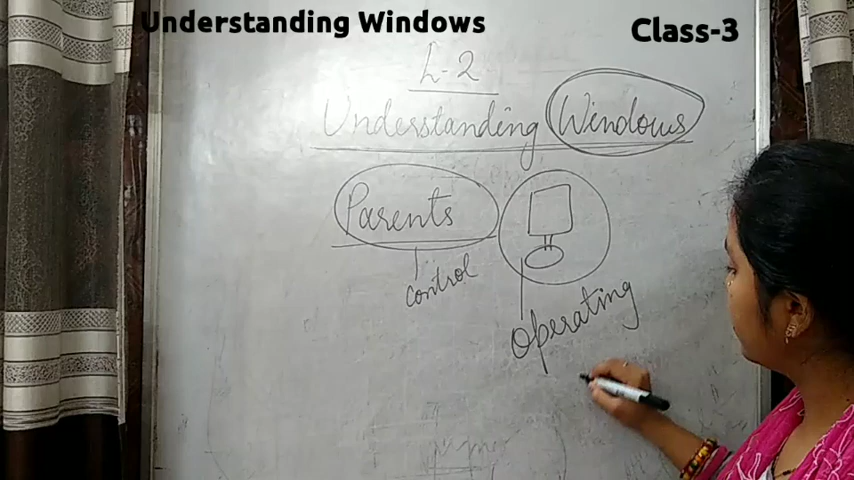 Understanding Windows
Class-3
L-2
Understanding Windows
Parents
control
Operating